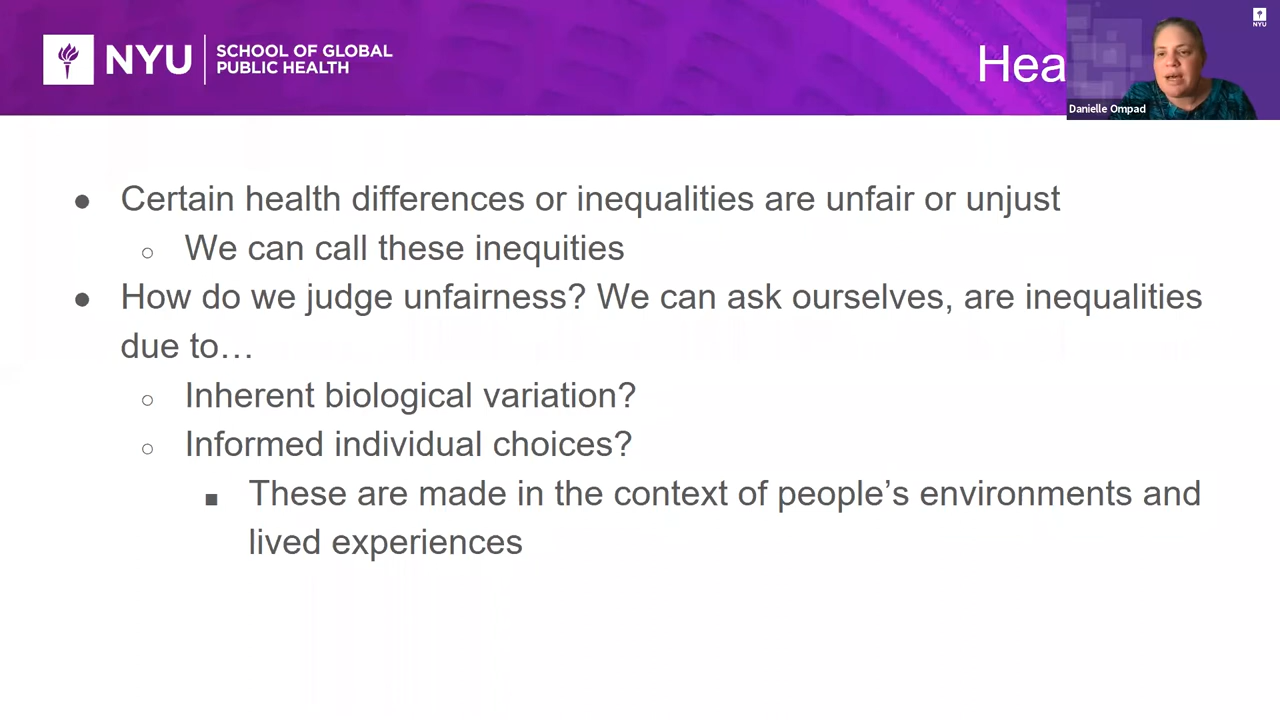 NYU
SCHOOL OF GLOBAL
PUBLIC HEALTH
Hea
NYU
Danielle Ompad
● Certain health differences or inequalities are unfair or unjust
○ We can call these inequities
● How do we judge unfairness? We can ask ourselves, are inequalities
due to…
○ Inherent biological variation?
○ Informed individual choices?
■ These are made in the context of people’s environments and
lived experiences